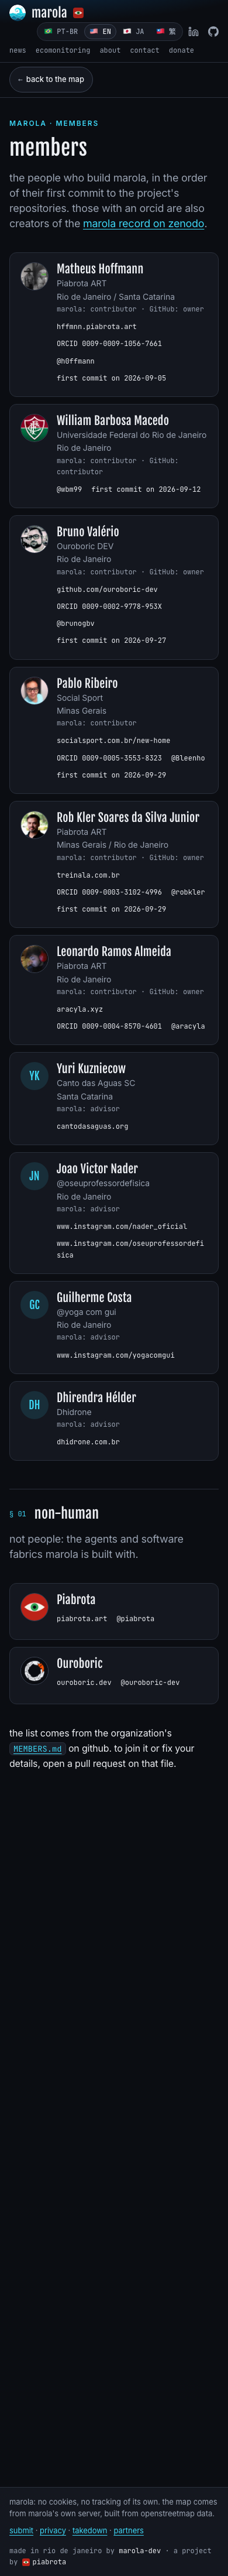 marola
PT-BR EN JA 繁
news ecomonitoring about contact donate
← back to the map
MAROLA · MEMBERS
members
the people who build marola, in the order
of their first commit to the project's
repositories. those with an orcid are also
creators of the marola record on zenodo.
Matheus Hoffmann
Piabrota ART
Rio de Janeiro / Santa Catarina
marola: contributor · GitHub: owner
hffmnn.piabrota.art
ORCID 0009-0009-1056-7661
@h0ffmann
first commit on 2026-09-05
William Barbosa Macedo
Universidade Federal do Rio de Janeiro
Rio de Janeiro
marola: contributor · GitHub:
contributor
@wbm99 first commit on 2026-09-12
Bruno Valério
Ouroboric DEV
Rio de Janeiro
marola: contributor · GitHub: owner
github.com/ouroboric-dev
ORCID 0009-0002-9778-953X
@brunogbv
first commit on 2026-09-27
Pablo Ribeiro
Social Sport
Minas Gerais
marola: contributor
socialsport.com.br/new-home
ORCID 0009-0005-3553-8323 @Bleenho
first commit on 2026-09-29
Rob Kler Soares da Silva Junior
Piabrota ART
Minas Gerais / Rio de Janeiro
marola: contributor · GitHub: owner
treinala.com.br
ORCID 0009-0003-3102-4996 @robkler
first commit on 2026-09-29
Leonardo Ramos Almeida
Piabrota ART
Rio de Janeiro
marola: contributor · GitHub: owner
aracyla.xyz
ORCID 0009-0004-8570-4601 @aracyla
YK
Yuri Kuzniecow
Canto das Aguas SC
Santa Catarina
marola: advisor
cantodasaguas.org
JN
Joao Victor Nader
@oseuprofessordefisica
Rio de Janeiro
marola: advisor
www.instagram.com/nader_oficial
www.instagram.com/oseuprofessordefi
sica
GC
Guilherme Costa
@yoga com gui
Rio de Janeiro
marola: advisor
www.instagram.com/yogacomgui
DH
Dhirendra Hélder
Dhidrone
marola: advisor
dhidrone.com.br
§ 01 non-human
not people: the agents and software
fabrics marola is built with.
Piabrota
piabrota.art @piabrota
Ouroboric
ouroboric.dev @ouroboric-dev
the list comes from the organization's
MEMBERS.md on github. to join it or fix your
details, open a pull request on that file.
marola: no cookies, no tracking of its own. the map comes
from marola's own server, built from openstreetmap data.
submit · privacy · takedown · partners
made in rio de janeiro by marola-dev · a project
by piabrota